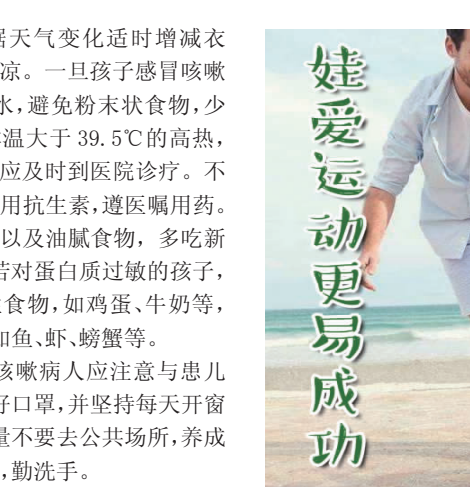 据天气变化适时增减衣
凉。一旦孩子感冒咳嗽
水,避免粉末状食物,少
体温大于 39.5℃的高热,
应及时到医院诊疗。不
用抗生素,遵医嘱用药。
以及油腻食物，多吃新
若对蛋白质过敏的孩子,
食物,如鸡蛋、牛奶等,
如鱼、虾、螃蟹等。
咳嗽病人应注意与患儿
好口罩,并坚持每天开窗
量不要去公共场所,养成
,勤洗手。
娃爱运动更易成功